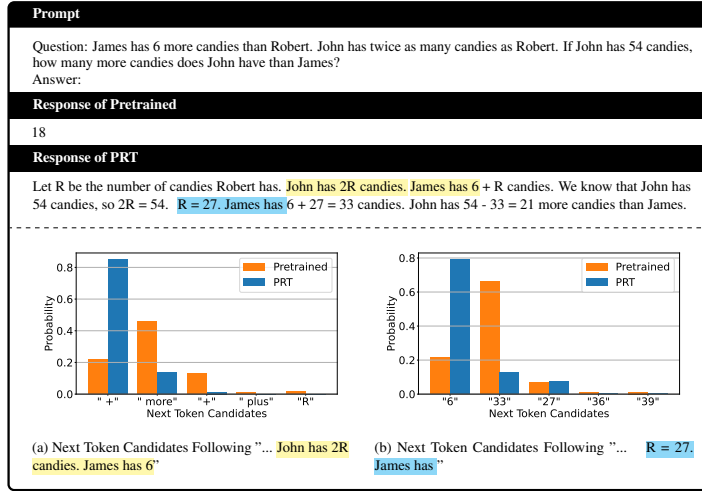 Prompt
Question: James has 6 more candies than Robert. John has twice as many candies as Robert. If John has 54 candies,
how many more candies does John have than James?
Answer:
Response of Pretrained
18
Response of PRT
Let R be the number of candies Robert has. John has 2R candies. James has 6 + R candies. We know that John has
54 candies, so 2R = 54. R = 27. James has 6 + 27 = 33 candies. John has 54 - 33 = 21 more candies than James.
Pretrained
PRT
Probability
0.8
0.6
0.4
0.2
0.0
" +"
" more"
"+"
" plus"
"R"
Next Token Candidates
Pretrained
PRT
Probability
0.8
0.6
0.4
0.2
0.0
"6"
"33"
"27"
"36"
"39"
Next Token Candidates
(a) Next Token Candidates Following ”... John has 2R
candies. James has 6”
(b) Next Token Candidates Following ”... R = 27.
James has ”